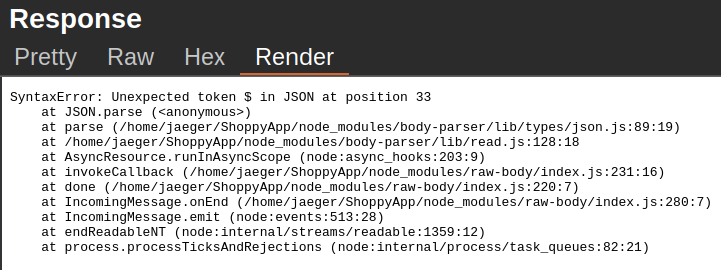 Response
Pretty Raw Hex Render
SyntaxError: Unexpected token $ in JSON at position 33
at JSON.parse (<anonymous>)
at parse (/home/jaeger/ShoppyApp/node_modules/body-parser/lib/types/json.js:89:19)
at /home/jaeger/ShoppyApp/node_modules/body-parser/lib/read.js:128:18
at AsyncResource.runInAsyncScope (node:async_hooks:203:9)
at invokeCallback (/home/jaeger/ShoppyApp/node_modules/raw-body/index.js:231:16)
at done (/home/jaeger/ShoppyApp/node_modules/raw-body/index.js:220:7)
at IncomingMessage.onEnd (/home/jaeger/ShoppyApp/node_modules/raw-body/index.js:280:7)
at IncomingMessage.emit (node:events:513:28)
at endReadableNT (node:internal/streams/readable:1359:12)
at process.processTicksAndRejections (node:internal/process/task_queues:82:21)